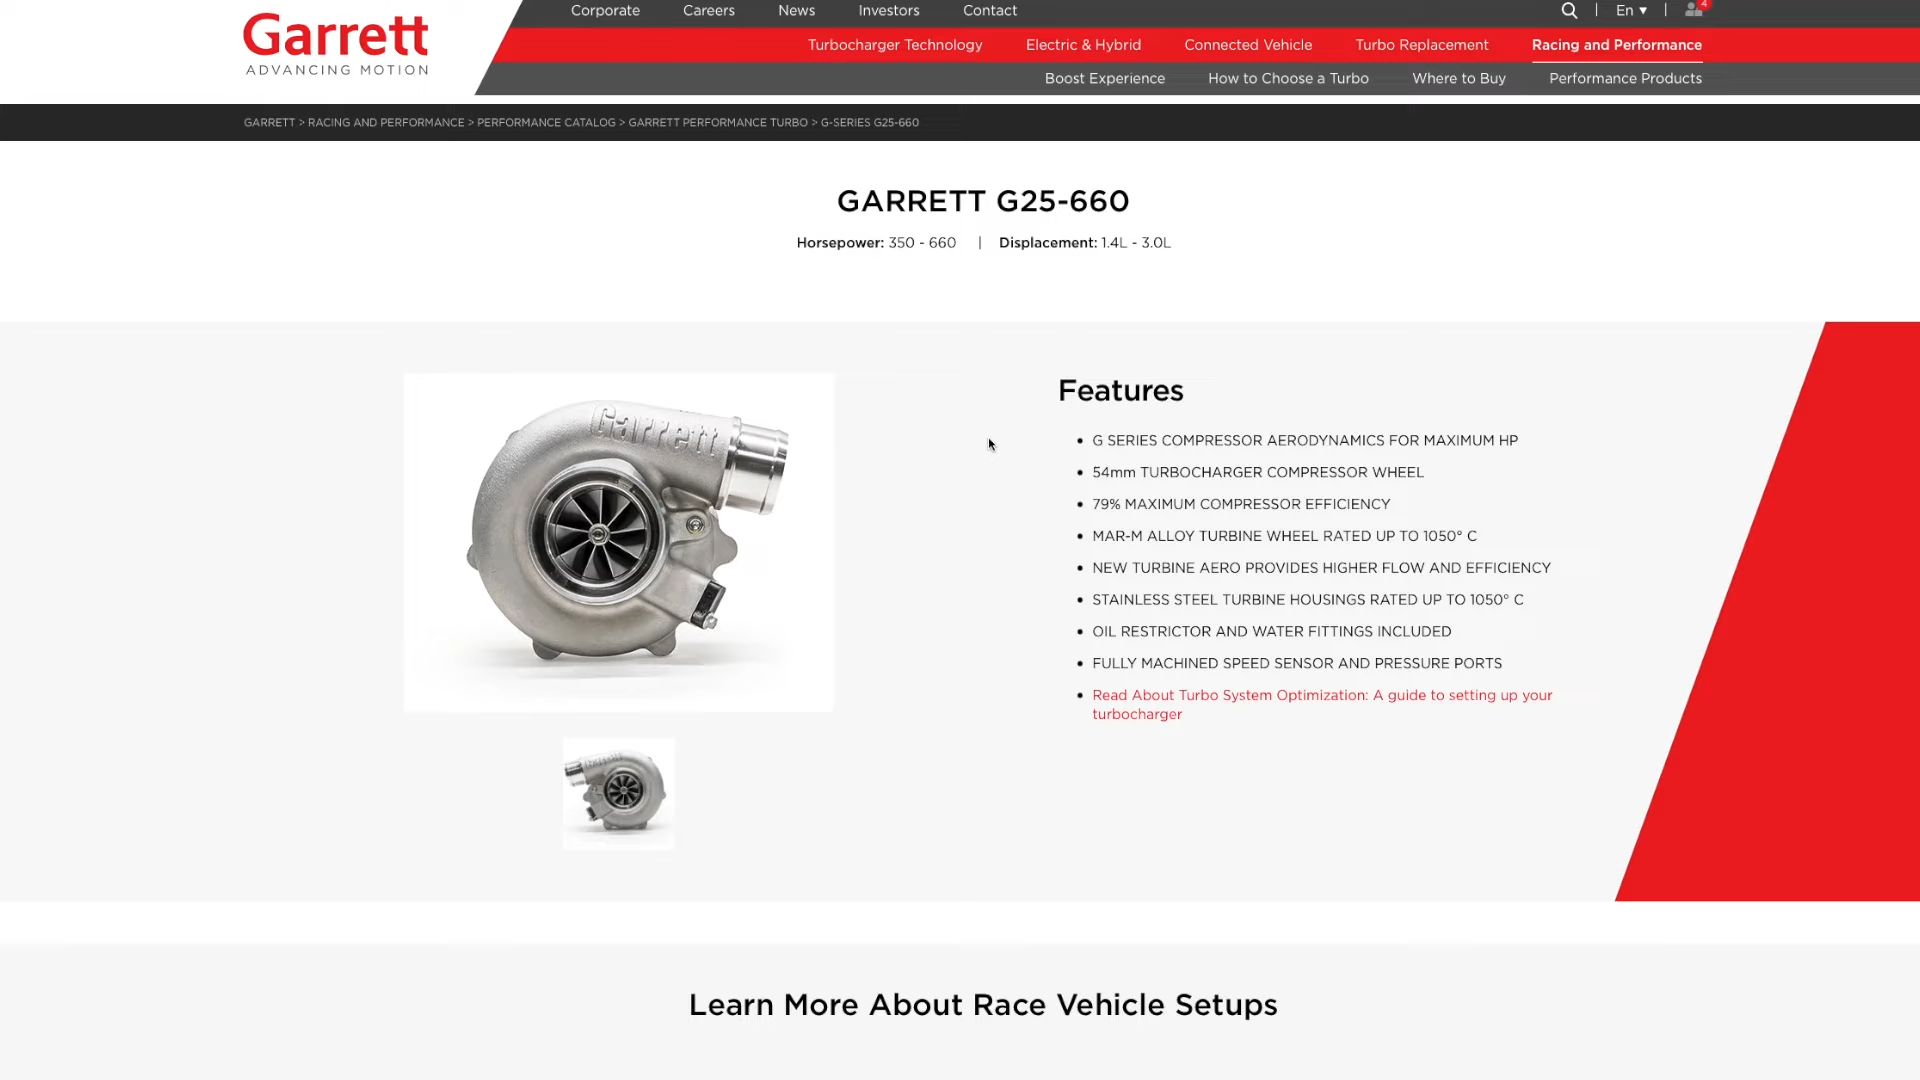 Corporate Careers News Investors Contact En 4
Garrett
ADVANCING MOTION
Turbocharger Technology Electric & Hybrid Connected Vehicle Turbo Replacement Racing and Performance
Boost Experience How to Choose a Turbo Where to Buy Performance Products
GARRETT > RACING AND PERFORMANCE > PERFORMANCE CATALOG > GARRETT PERFORMANCE TURBO > G-SERIES G25-660
GARRETT G25-660
Horsepower: 350 - 660 | Displacement: 1.4L - 3.0L
Garrett
Features
G SERIES COMPRESSOR AERODYNAMICS FOR MAXIMUM HP
54mm TURBOCHARGER COMPRESSOR WHEEL
79% MAXIMUM COMPRESSOR EFFICIENCY
MAR-M ALLOY TURBINE WHEEL RATED UP TO 1050° C
NEW TURBINE AERO PROVIDES HIGHER FLOW AND EFFICIENCY
STAINLESS STEEL TURBINE HOUSINGS RATED UP TO 1050° C
OIL RESTRICTOR AND WATER FITTINGS INCLUDED
FULLY MACHINED SPEED SENSOR AND PRESSURE PORTS
Read About Turbo System Optimization: A guide to setting up your
turbocharger
Learn More About Race Vehicle Setups